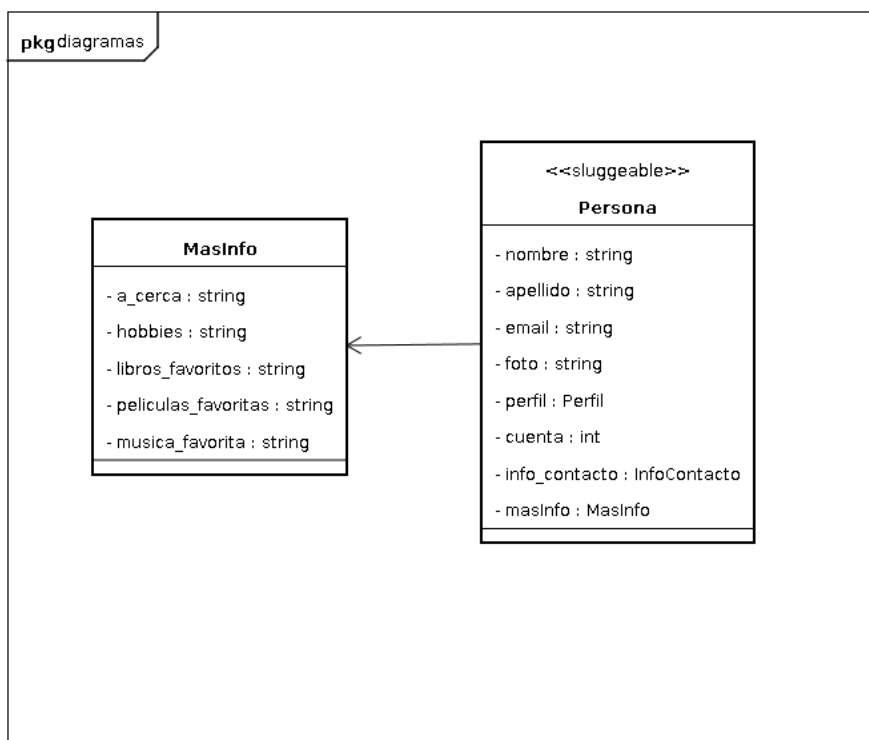 pkg diagramas
MasInfo
- a_cerca : string
- hobbies : string
- libros_favoritos : string
- peliculas_favoritas : string
- musica_favorita : string
<<sluggeable>>
Persona
- nombre : string
- apellido : string
- email : string
- foto : string
- perfil : Perfil
- cuenta : int
- info_contacto : InfoContacto
- masInfo : MasInfo